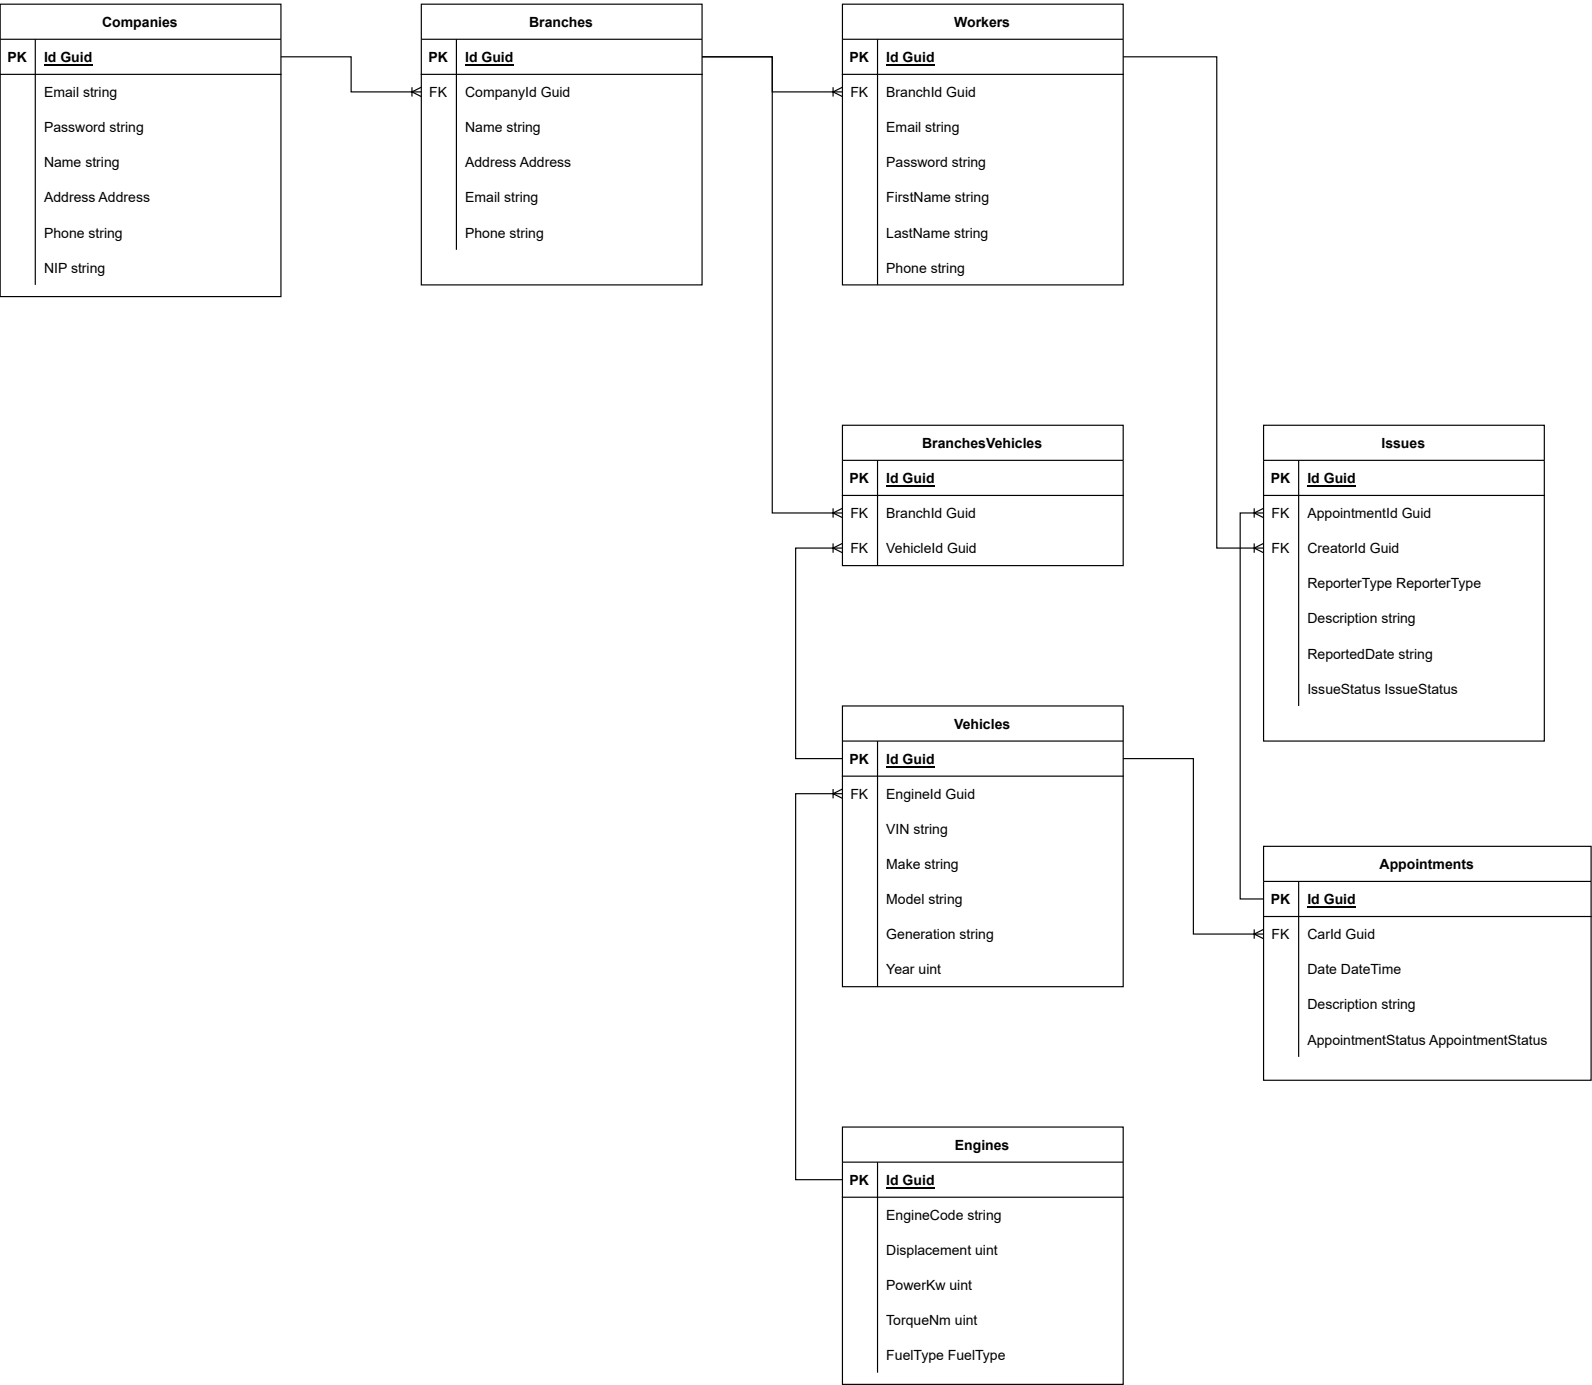 Companies
PK Id Guid
Email string
Password string
Name string
Address Address
Phone string
NIP string
Branches
PK Id Guid
FK CompanyId Guid
Name string
Address Address
Email string
Phone string
Workers
PK Id Guid
FK BranchId Guid
Email string
Password string
FirstName string
LastName string
Phone string
BranchesVehicles
PK Id Guid
FK BranchId Guid
FK VehicleId Guid
Issues
PK Id Guid
FK AppointmentId Guid
FK CreatorId Guid
ReporterType ReporterType
Description string
ReportedDate string
IssueStatus IssueStatus
Vehicles
PK Id Guid
FK EngineId Guid
VIN string
Make string
Model string
Generation string
Year uint
Appointments
PK Id Guid
FK CarId Guid
Date DateTime
Description string
AppointmentStatus AppointmentStatus
Engines
PK Id Guid
EngineCode string
Displacement uint
PowerKw uint
TorqueNm uint
FuelType FuelType